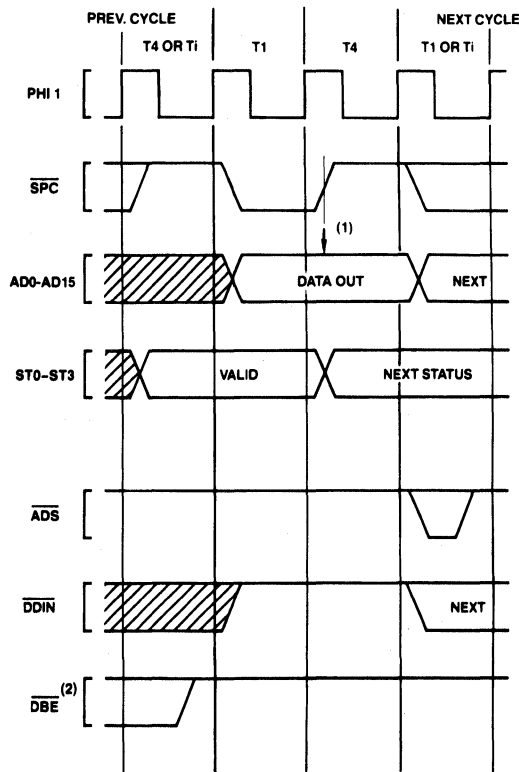 PREV. CYCLE
NEXT CYCLE
T4 OR Ti
T1
T4
T1 OR Ti
PHI 1
SPC
(1)
AD0-AD15
DATA OUT
NEXT
ST0-ST3
VALID
NEXT STATUS
ADS
DDIN
NEXT
DBE (2)